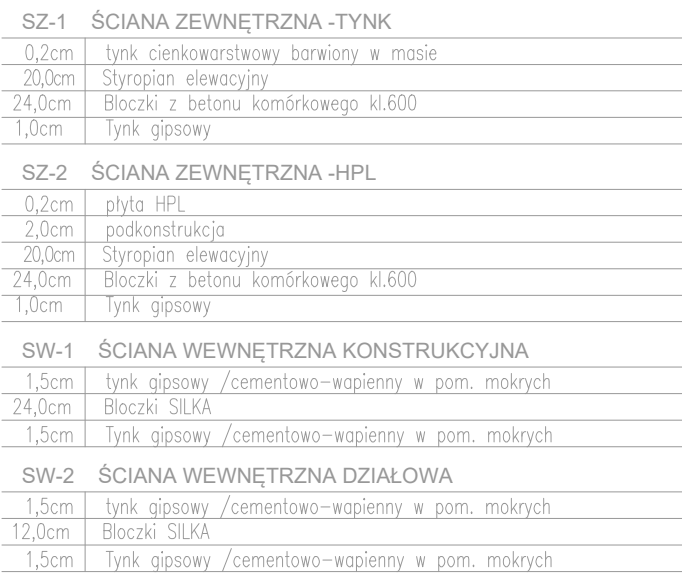 SZ-1 ŚCIANA ZEWNĘTRZNA -TYNK
0,2cm tynk cienkowarstwowy barwiony w masie
20,0cm Styropian elewacyjny
24,0cm Bloczki z betonu komórkowego kl.600
1,0cm Tynk gipsowy
SZ-2 ŚCIANA ZEWNĘTRZNA -HPL
0,2cm płyta HPL
2,0cm podkonstrukcja
20,0cm Styropian elewacyjny
24,0cm Bloczki z betonu komórkowego kl.600
1,0cm Tynk gipsowy
SW-1 ŚCIANA WEWNĘTRZNA KONSTRUKCYJNA
1,5cm tynk gipsowy /cementowo-wapienny w pom. mokrych
24,0cm Bloczki SILKA
1,5cm Tynk gipsowy /cementowo-wapienny w pom. mokrych
SW-2 ŚCIANA WEWNĘTRZNA DZIAŁOWA
1,5cm tynk gipsowy /cementowo-wapienny w pom. mokrych
12,0cm Bloczki SILKA
1,5cm Tynk gipsowy /cementowo-wapienny w pom. mokrych